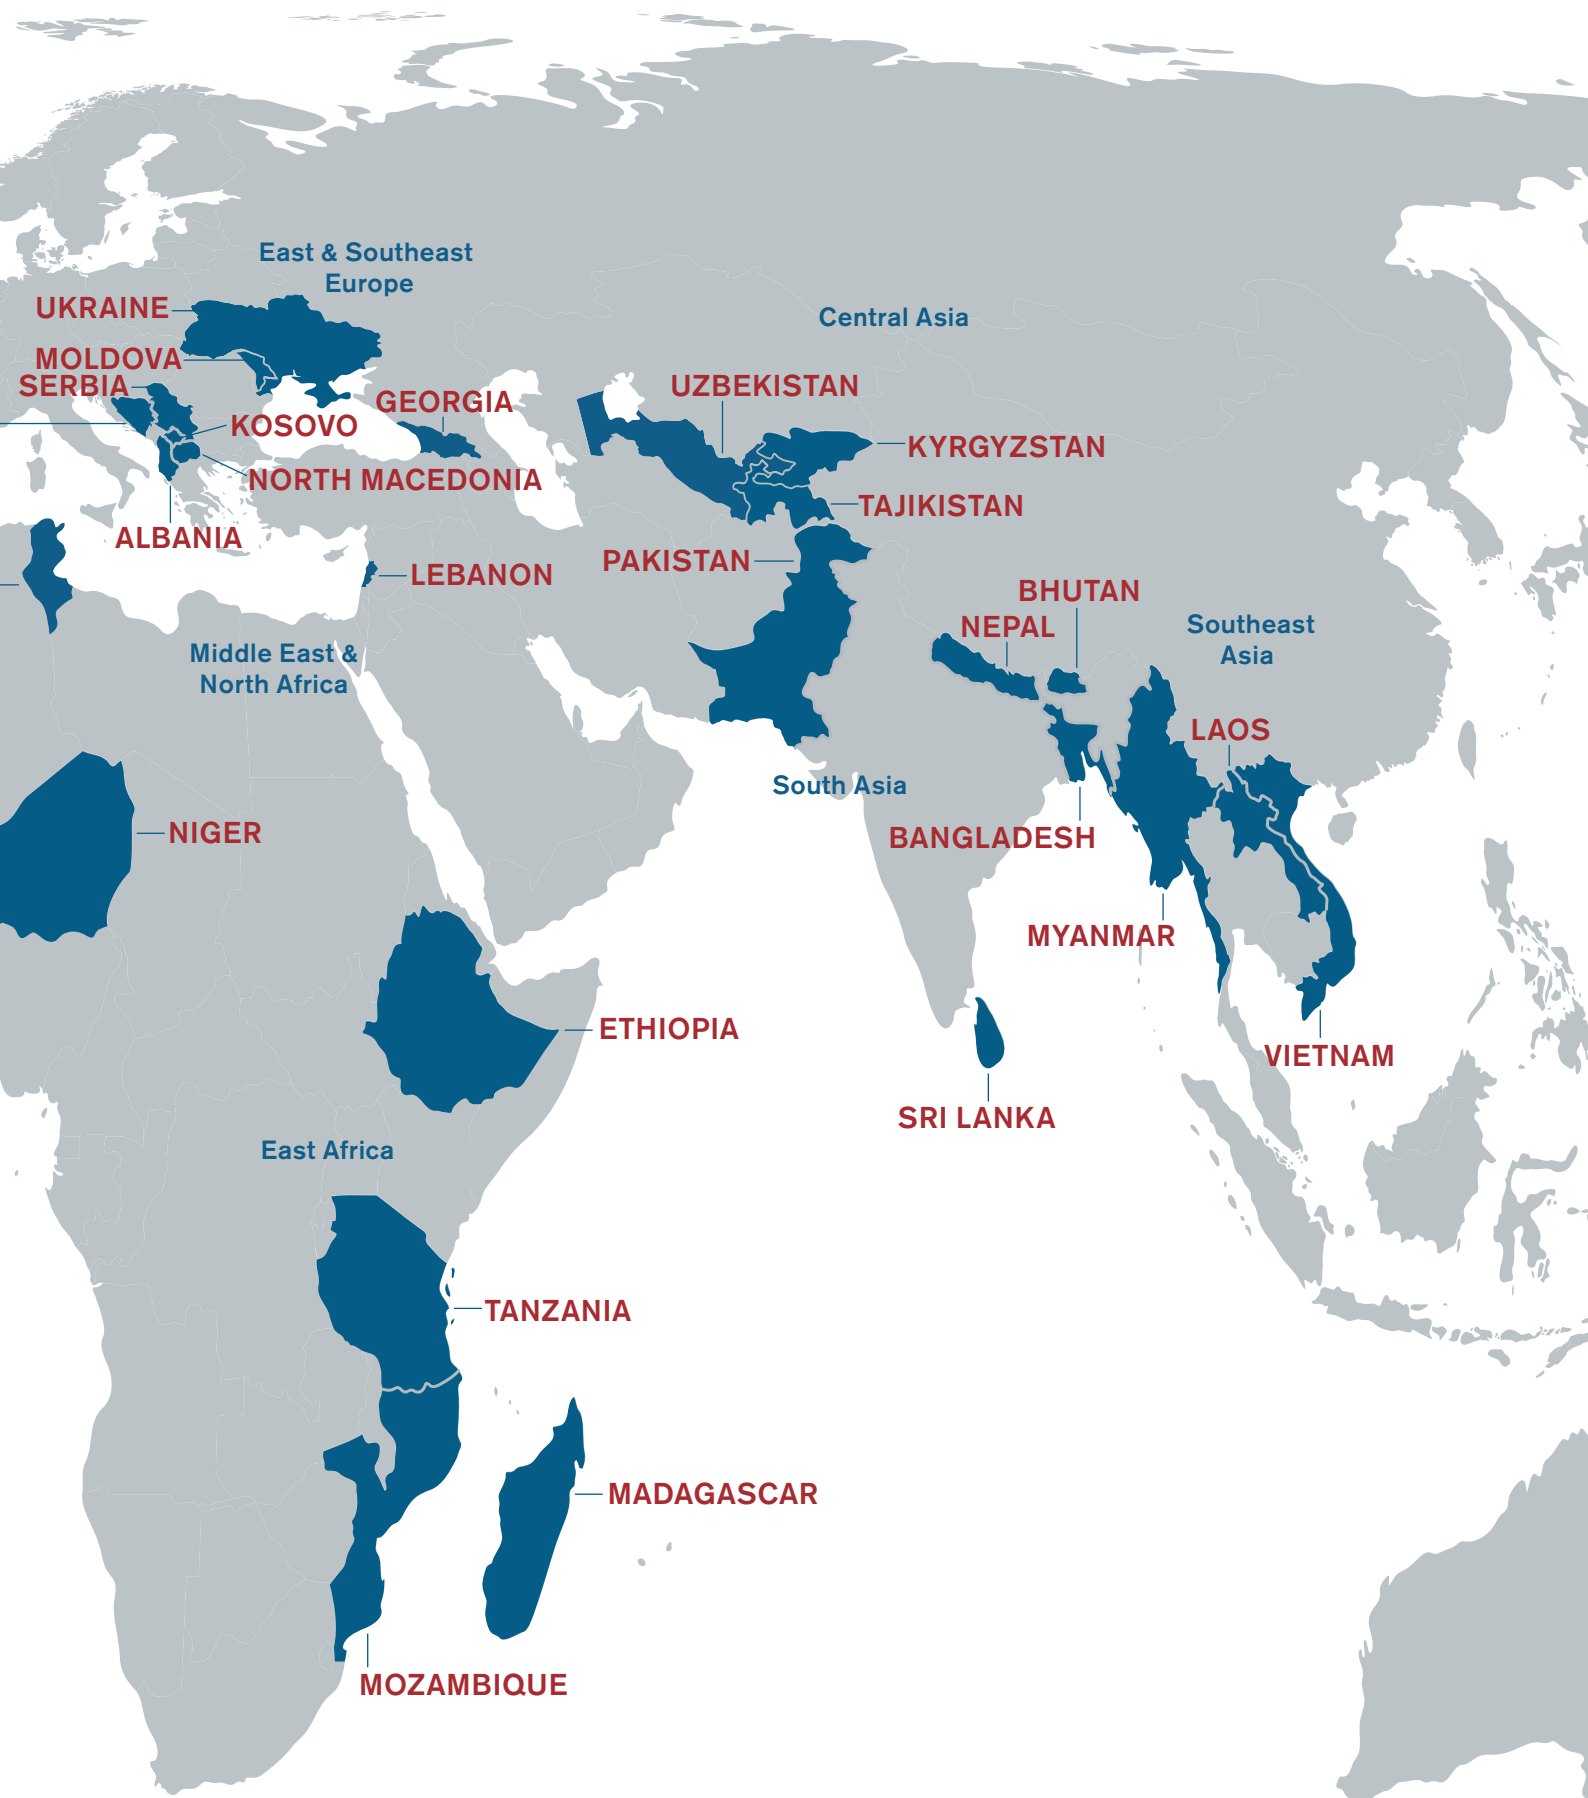 East & Southeast
Europe
UKRAINE
Central Asia
MOLDOVA
SERBIA
UZBEKISTAN
GEORGIA
KOSOVO
KYRGYZSTAN
NORTH MACEDONIA
TAJIKISTAN
ALBANIA
PAKISTAN
LEBANON
BHUTAN
NEPAL
Southeast
Asia
Middle East &
North Africa
LAOS
South Asia
NIGER
BANGLADESH
MYANMAR
ETHIOPIA
VIETNAM
SRI LANKA
East Africa
TANZANIA
MADAGASCAR
MOZAMBIQUE